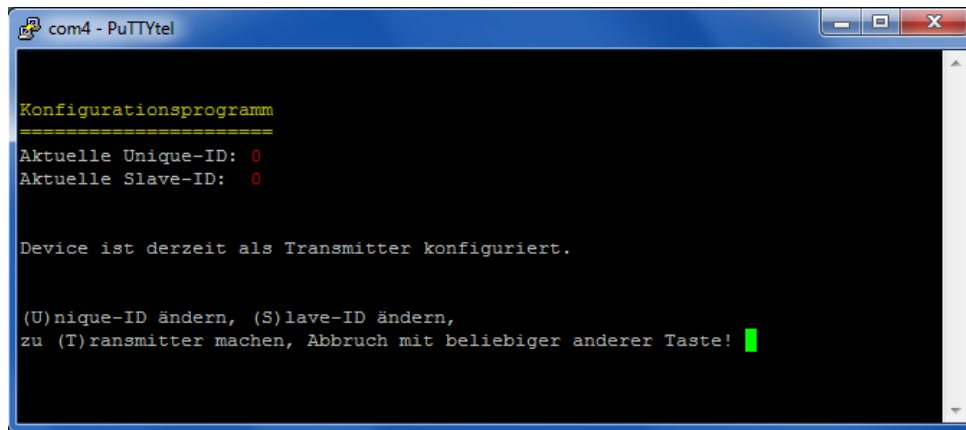 com4 - PuTTYtel
Konfigurationsprogramm
======================
Aktuelle Unique-ID: 0
Aktuelle Slave-ID: 0
Device ist derzeit als Transmitter konfiguriert.
(U)nique-ID ändern, (S)lave-ID ändern,
zu (T)ransmitter machen, Abbruch mit beliebiger anderer Taste!